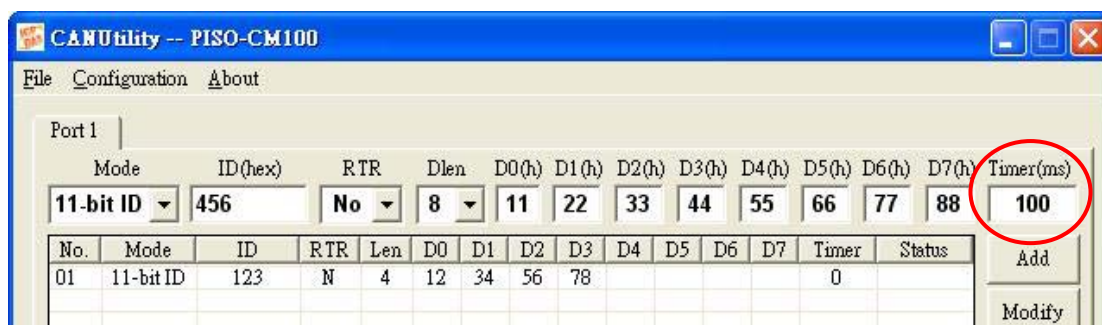 CANUtility -- PISO-CM100
File Configuration About
Port 1
Mode ID(hex) RTR Dlen D0(h) D1(h) D2(h) D3(h) D4(h) D5(h) D6(h) D7(h) Timer(ms)
11-bit ID 456 No 8 11 22 33 44 55 66 77 88 100
No. Mode ID RTR Len D0 D1 D2 D3 D4 D5 D6 D7 Timer Status
Add
01 11-bit ID 123 N 4 12 34 56 78 0
Modify